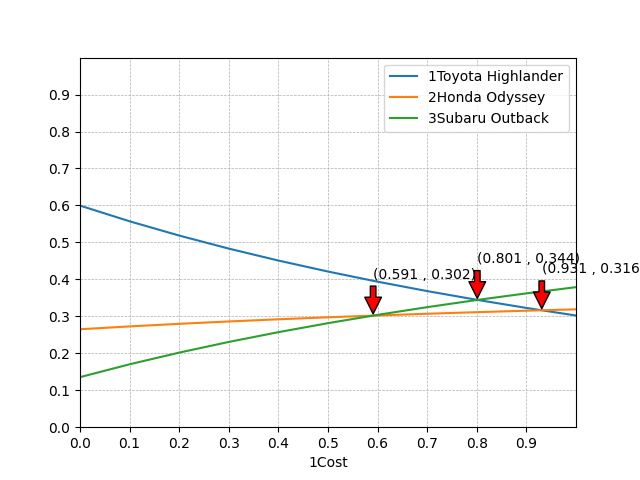 1Toyota Highlander
2Honda Odyssey
3Subaru Outback
0.9
0.8
0.7
0.6
0.5
0.4
0.3
0.2
0.1
0.0
(0.591 , 0.302)
(0.801 , 0.344)
(0.931 , 0.316
0.0 0.1 0.2 0.3 0.4 0.5 0.6 0.7 0.8 0.9
1Cost